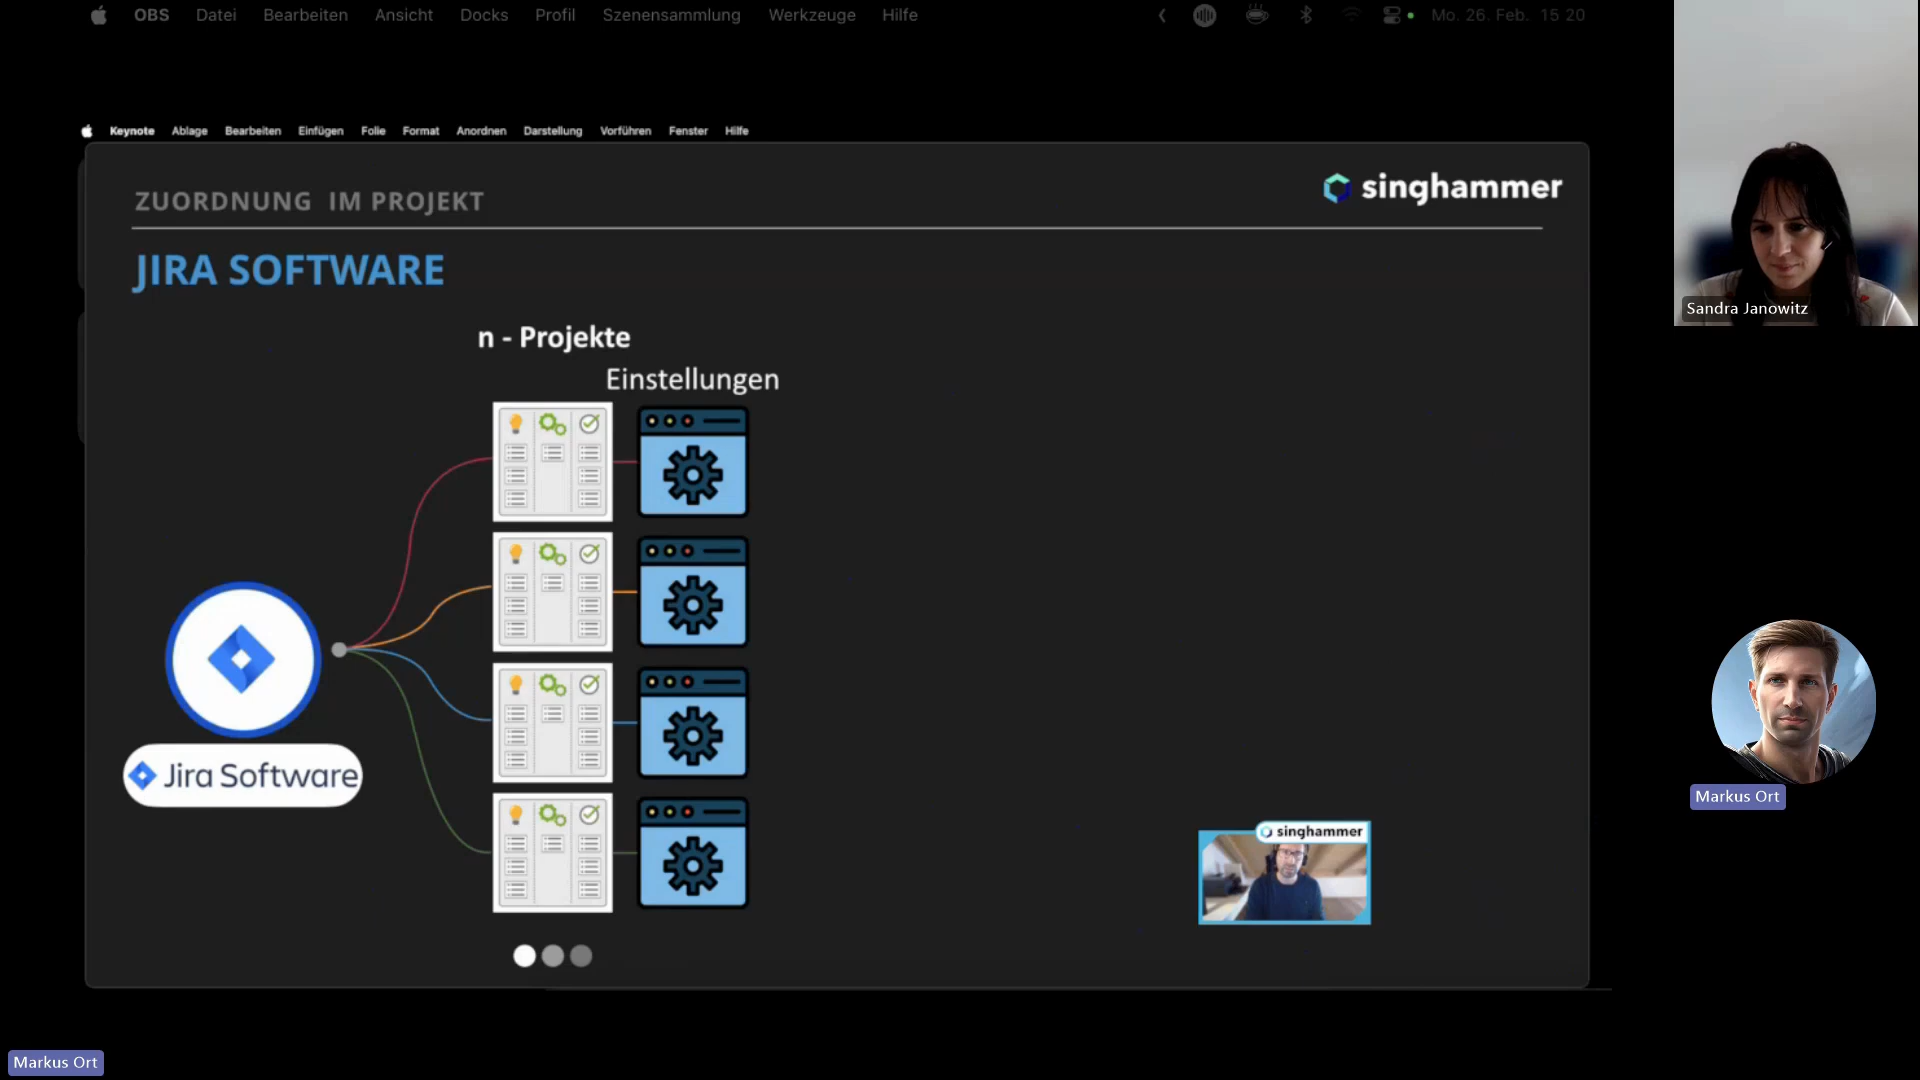 OBS Datei Bearbeiten Ansicht Docks Profil Szenensammlung Werkzeuge Hilfe Mo. 26. Feb. 15 20
Keynote Ablage Bearbeiten Einfügen Folie Format Anordnen Darstellung Vorführen Fenster Hilfe
ZUORDNUNG IM PROJEKT
singhammer
JIRA SOFTWARE
n - Projekte
Einstellungen
Jira Software
singhammer
Sandra Janowitz
Markus Ort
Markus Ort